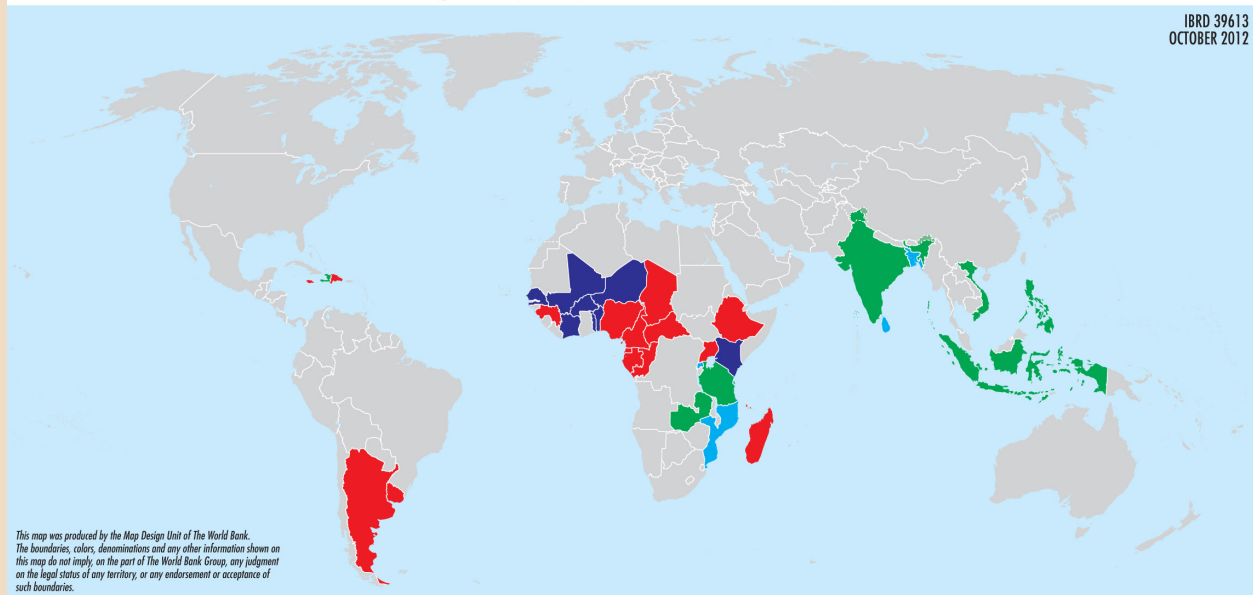 IBRD 39613
OCTOBER 2012
This map was produced by the Map Design Unit of The World Bank.
The boundaries, colors, denominations and any other information shown on
this map do not imply, on the part of The World Bank Group, any judgment
on the legal status of any territory, or any endorsement or acceptance of
such boundaries.